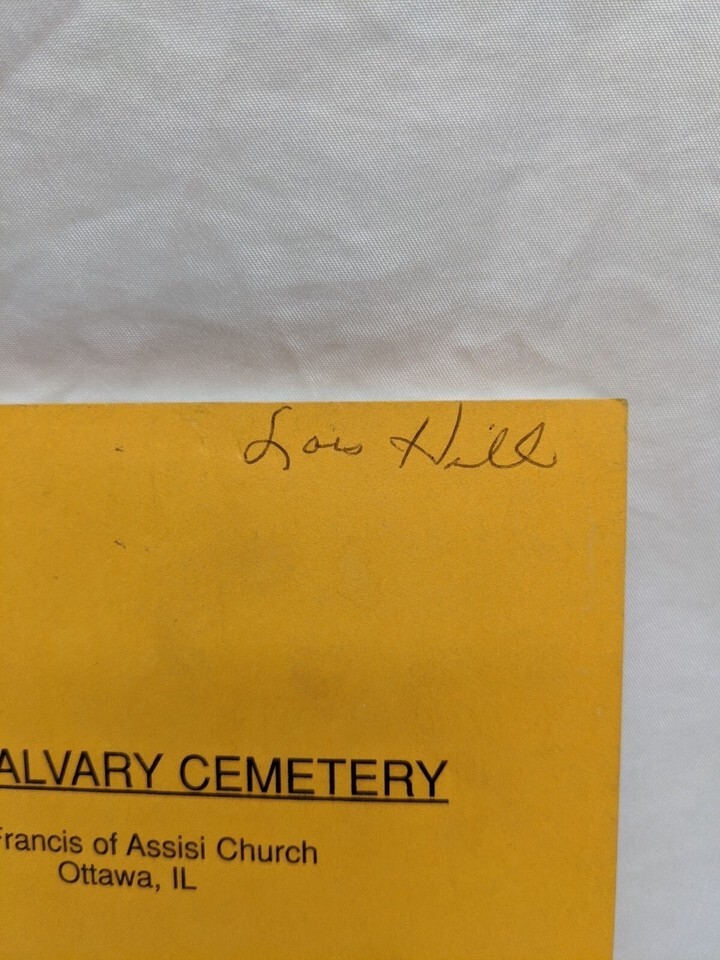 Lois Hill
ALVARY CEMETERY
Francis of Assisi Church
Ottawa, IL